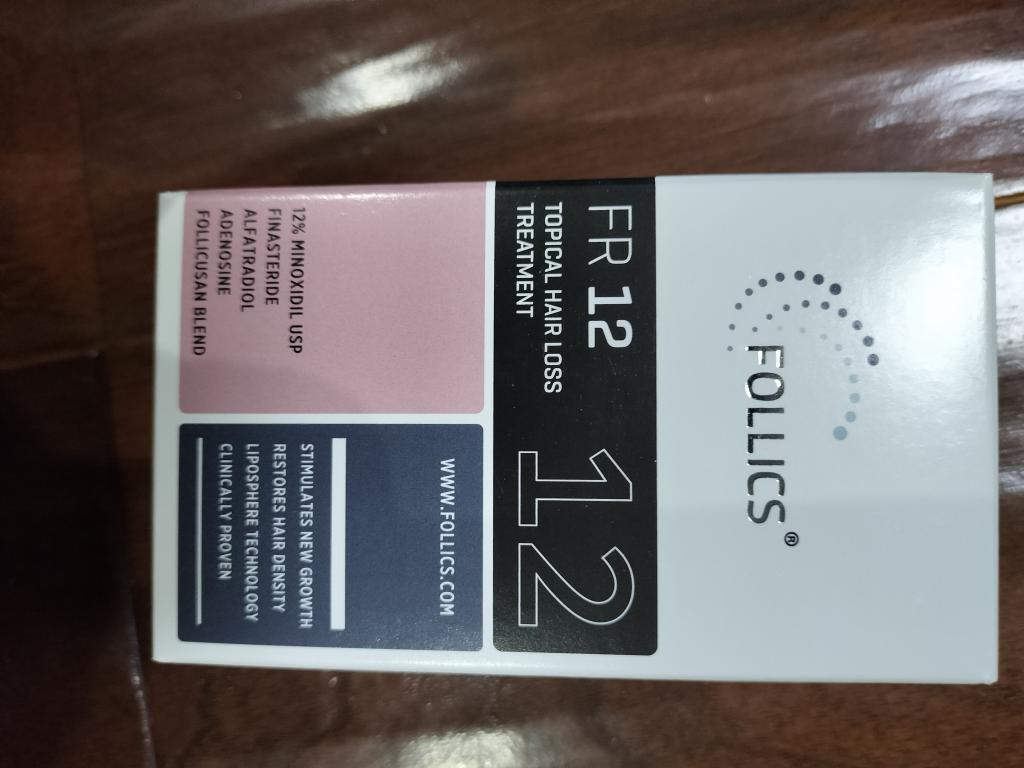 FOLLICS®
FR 12
TOPICAL HAIR LOSS
TREATMENT
12
12% MINOXIDIL USP
FINASTERIDE
ALFATRADIOL
ADENOSINE
FOLLICUSAN BLEND
WWW.FOLLICS.COM
STIMULATES NEW GROWTH
RESTORES HAIR DENSITY
LIPOSPHERE TECHNOLOGY
CLINICALLY PROVEN